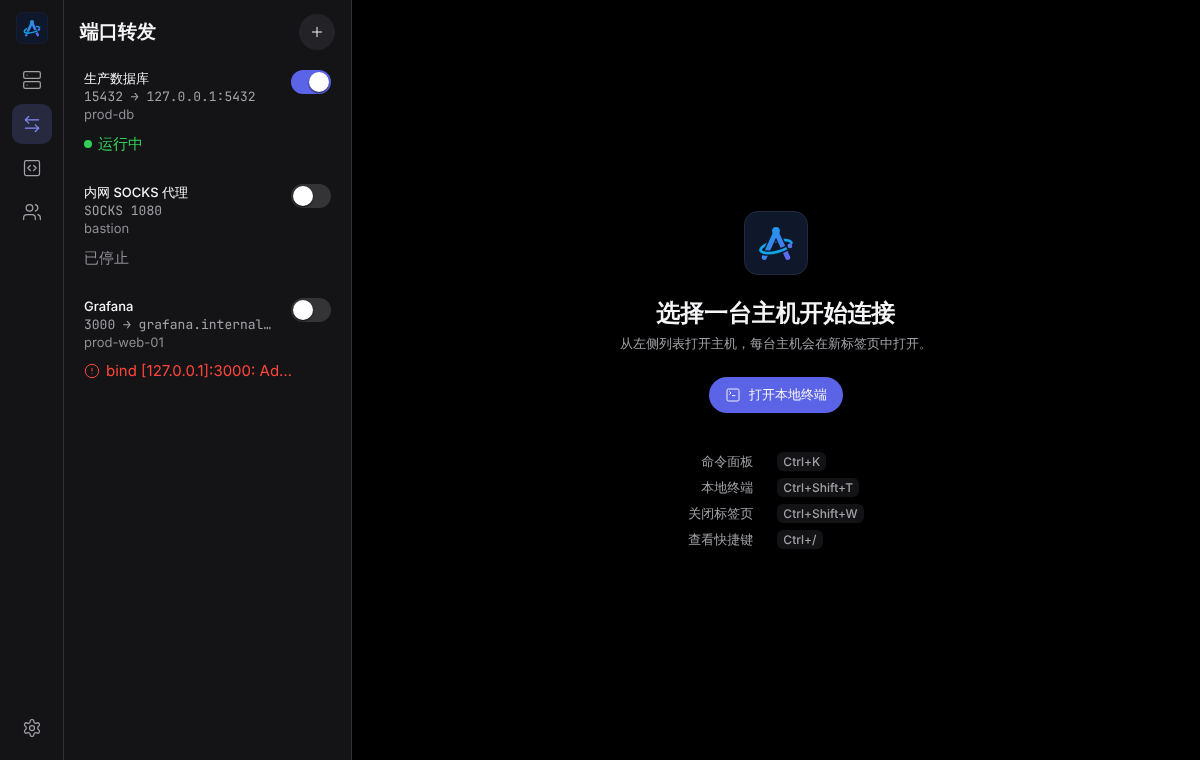 端口转发
生产数据库
15432 → 127.0.0.1:5432
prod-db
运行中
内网 SOCKS 代理
SOCKS 1080
bastion
已停止
Grafana
3000 → grafana.internal…
prod-web-01
bind [127.0.0.1]:3000: Ad...
选择一台主机开始连接
从左侧列表打开主机，每台主机会在新标签页中打开。
打开本地终端
命令面板 Ctrl+K
本地终端 Ctrl+Shift+T
关闭标签页 Ctrl+Shift+W
查看快捷键 Ctrl+/